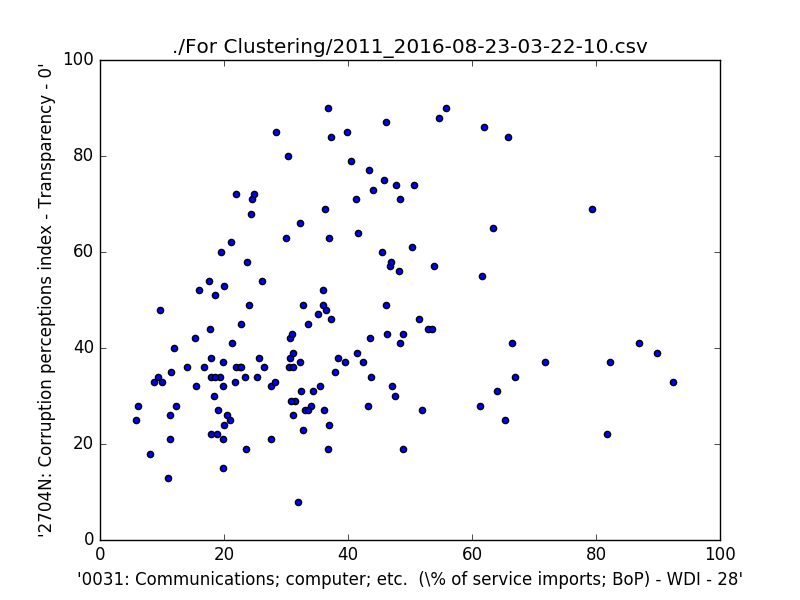 ./For Clustering/2011_2016-08-23-03-22-10.csv
100
80
60
40
20
0
'2704N: Corruption perceptions index - Transparency - 0'
0 20 40 60 80 100
'0031: Communications; computer; etc.  (\% of service imports; BoP) - WDI - 28'